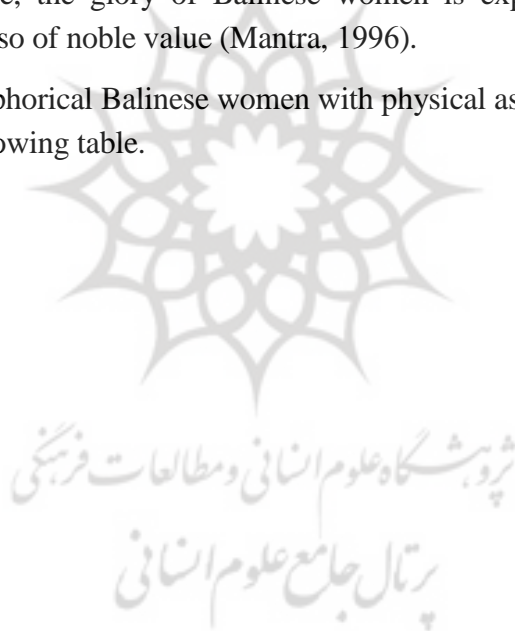 e, the glory of Balinese women is exp
so of noble value (Mantra, 1996).
phorical Balinese women with physical as
owing table.
پژوهشگاه علوم انسانی و مطالعات فرهنگی
پرتال جامع علوم انسانی